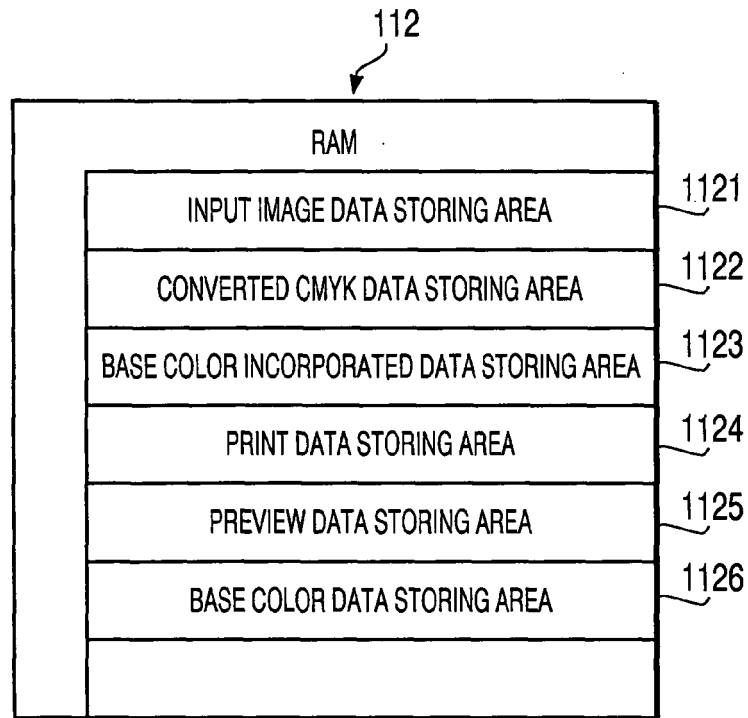 112
RAM
INPUT IMAGE DATA STORING AREA 1121
CONVERTED CMYK DATA STORING AREA 1122
BASE COLOR INCORPORATED DATA STORING AREA 1123
PRINT DATA STORING AREA 1124
PREVIEW DATA STORING AREA 1125
BASE COLOR DATA STORING AREA 1126